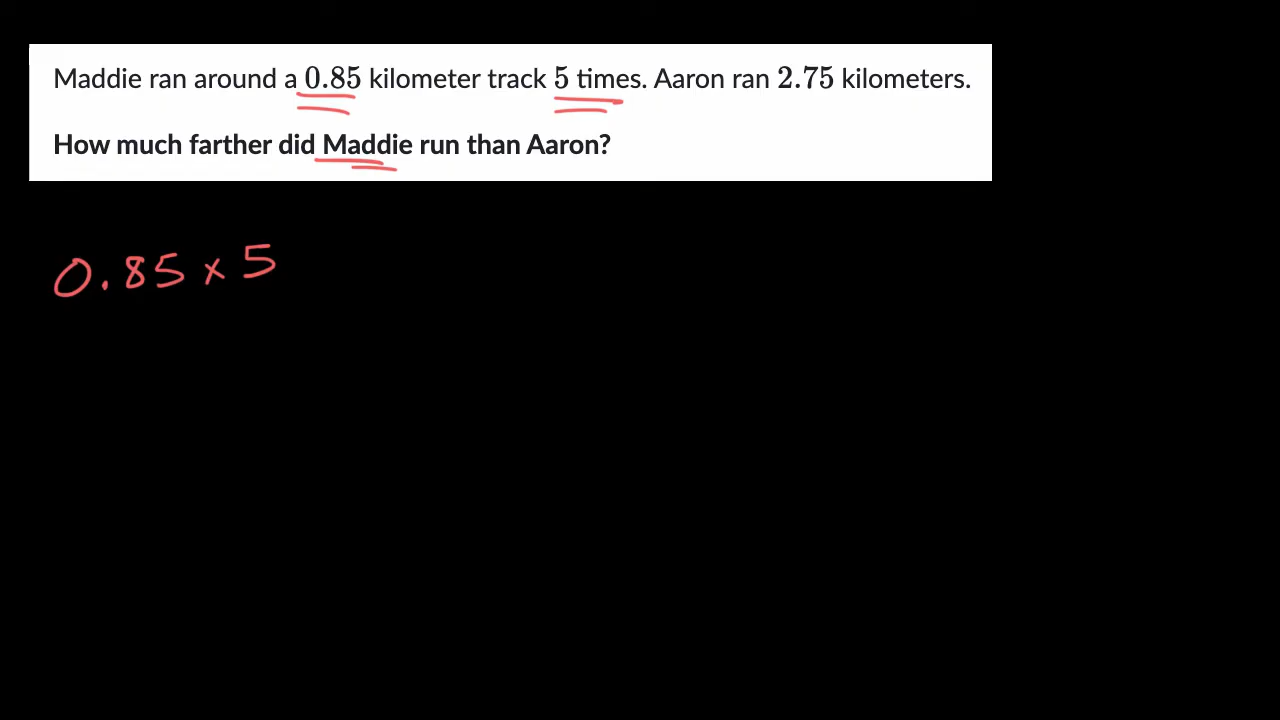 Maddie ran around a 0.85 kilometer track 5 times. Aaron ran 2.75 kilometers.
How much farther did Maddie run than Aaron?
0.85 × 5